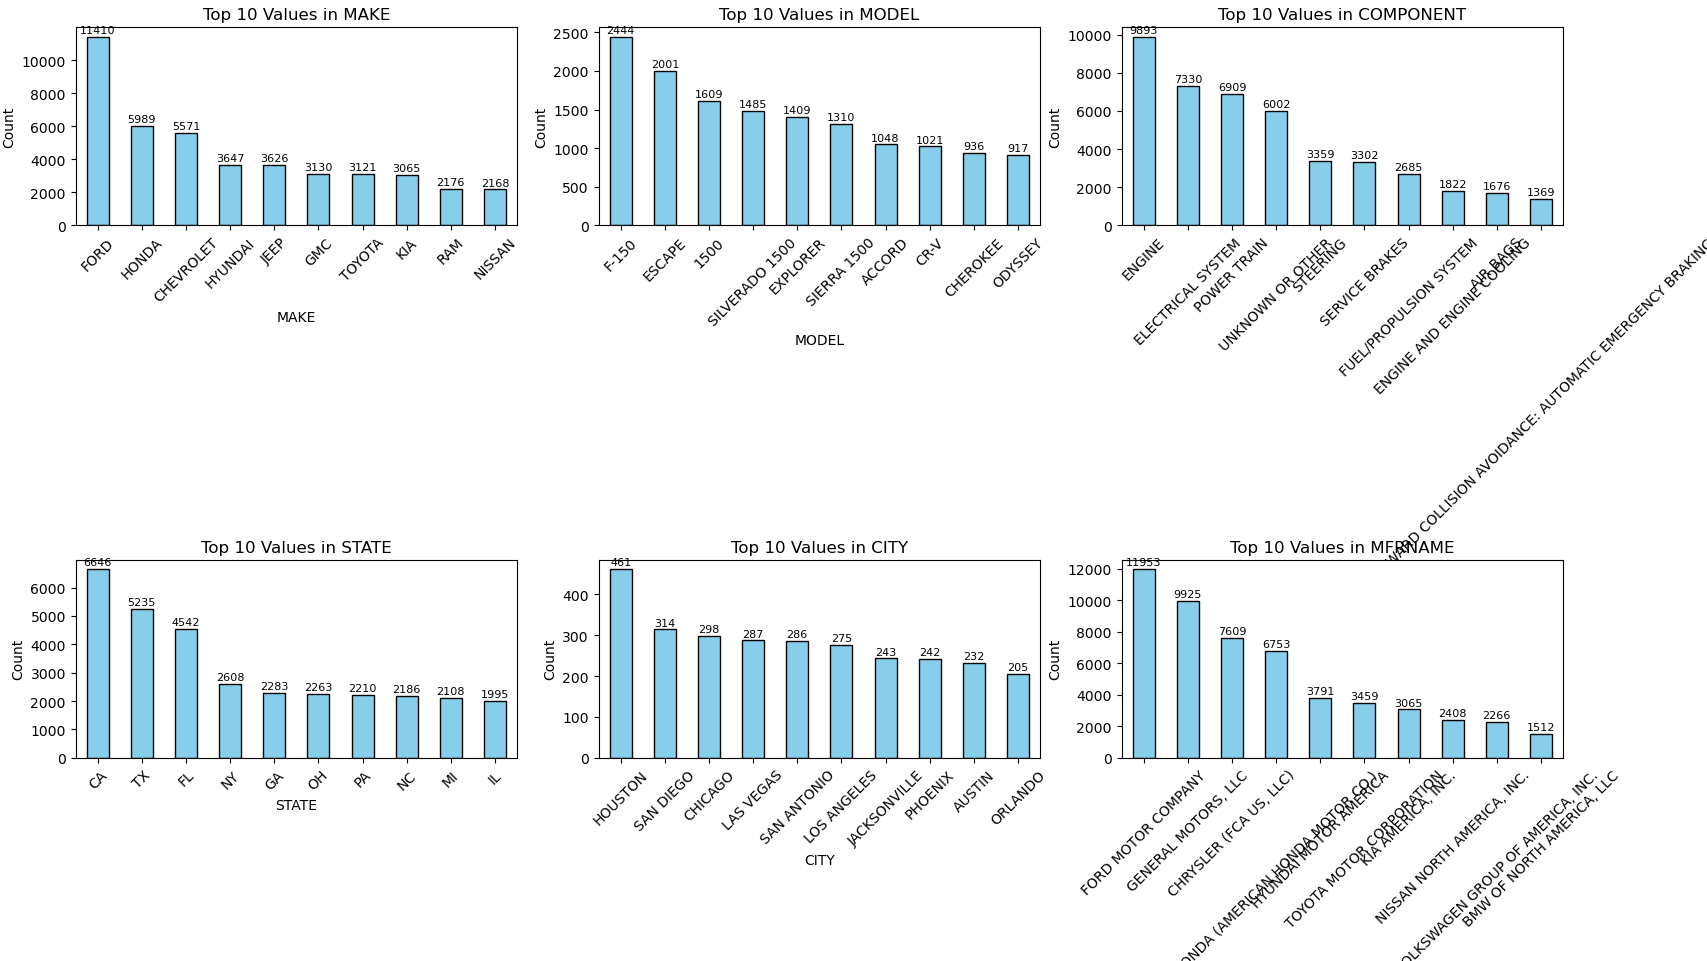 Top 10 Values in MAKE
Count
10000
8000
6000
4000
2000
0
11410
5989
5571
3647
3626
3130
3121
3065
2176
2168
FORD
HONDA
CHEVROLET
HYUNDAI
JEEP
GMC
TOYOTA
KIA
RAM
NISSAN
MAKE
Top 10 Values in MODEL
Count
2500
2000
1500
1000
500
0
2444
2001
1609
1485
1409
1310
1048
1021
936
917
F-150
ESCAPE
1500
SILVERADO 1500
EXPLORER
SIERRA 1500
ACCORD
CR-V
CHEROKEE
ODYSSEY
MODEL
Top 10 Values in COMPONENT
Count
10000
8000
6000
4000
2000
0
9893
7330
6909
6002
3359
3302
2685
1822
1676
1369
ENGINE
ELECTRICAL SYSTEM
POWER TRAIN
UNKNOWN OR OTHER
STEERING
SERVICE BRAKES
FUEL/PROPULSION SYSTEM
ENGINE AND ENGINE COOLING
AIR BAGS
WARD COLLISION AVOIDANCE: AUTOMATIC EMERGENCY BRAKING
Top 10 Values in STATE
Count
6000
5000
4000
3000
2000
1000
0
6646
5235
4542
2608
2283
2263
2210
2186
2108
1995
CA
TX
FL
NY
GA
OH
PA
NC
MI
IL
STATE
Top 10 Values in CITY
Count
400
300
200
100
0
461
314
298
287
286
275
243
242
232
205
HOUSTON
SAN DIEGO
CHICAGO
LAS VEGAS
SAN ANTONIO
LOS ANGELES
JACKSONVILLE
PHOENIX
AUSTIN
ORLANDO
CITY
Top 10 Values in MFRNAME
Count
12000
10000
8000
6000
4000
2000
0
11953
9925
7609
6753
3791
3459
3065
2408
2266
1512
FORD MOTOR COMPANY
GENERAL MOTORS, LLC
CHRYSLER (FCA US, LLC)
ONDA (AMERICAN HONDA MOTOR CO.)
HYUNDAI MOTOR AMERICA
TOYOTA MOTOR CORPORATION
KIA AMERICA, INC.
NISSAN NORTH AMERICA, INC.
OLKSWAGEN GROUP OF AMERICA, INC.
BMW OF NORTH AMERICA, LLC